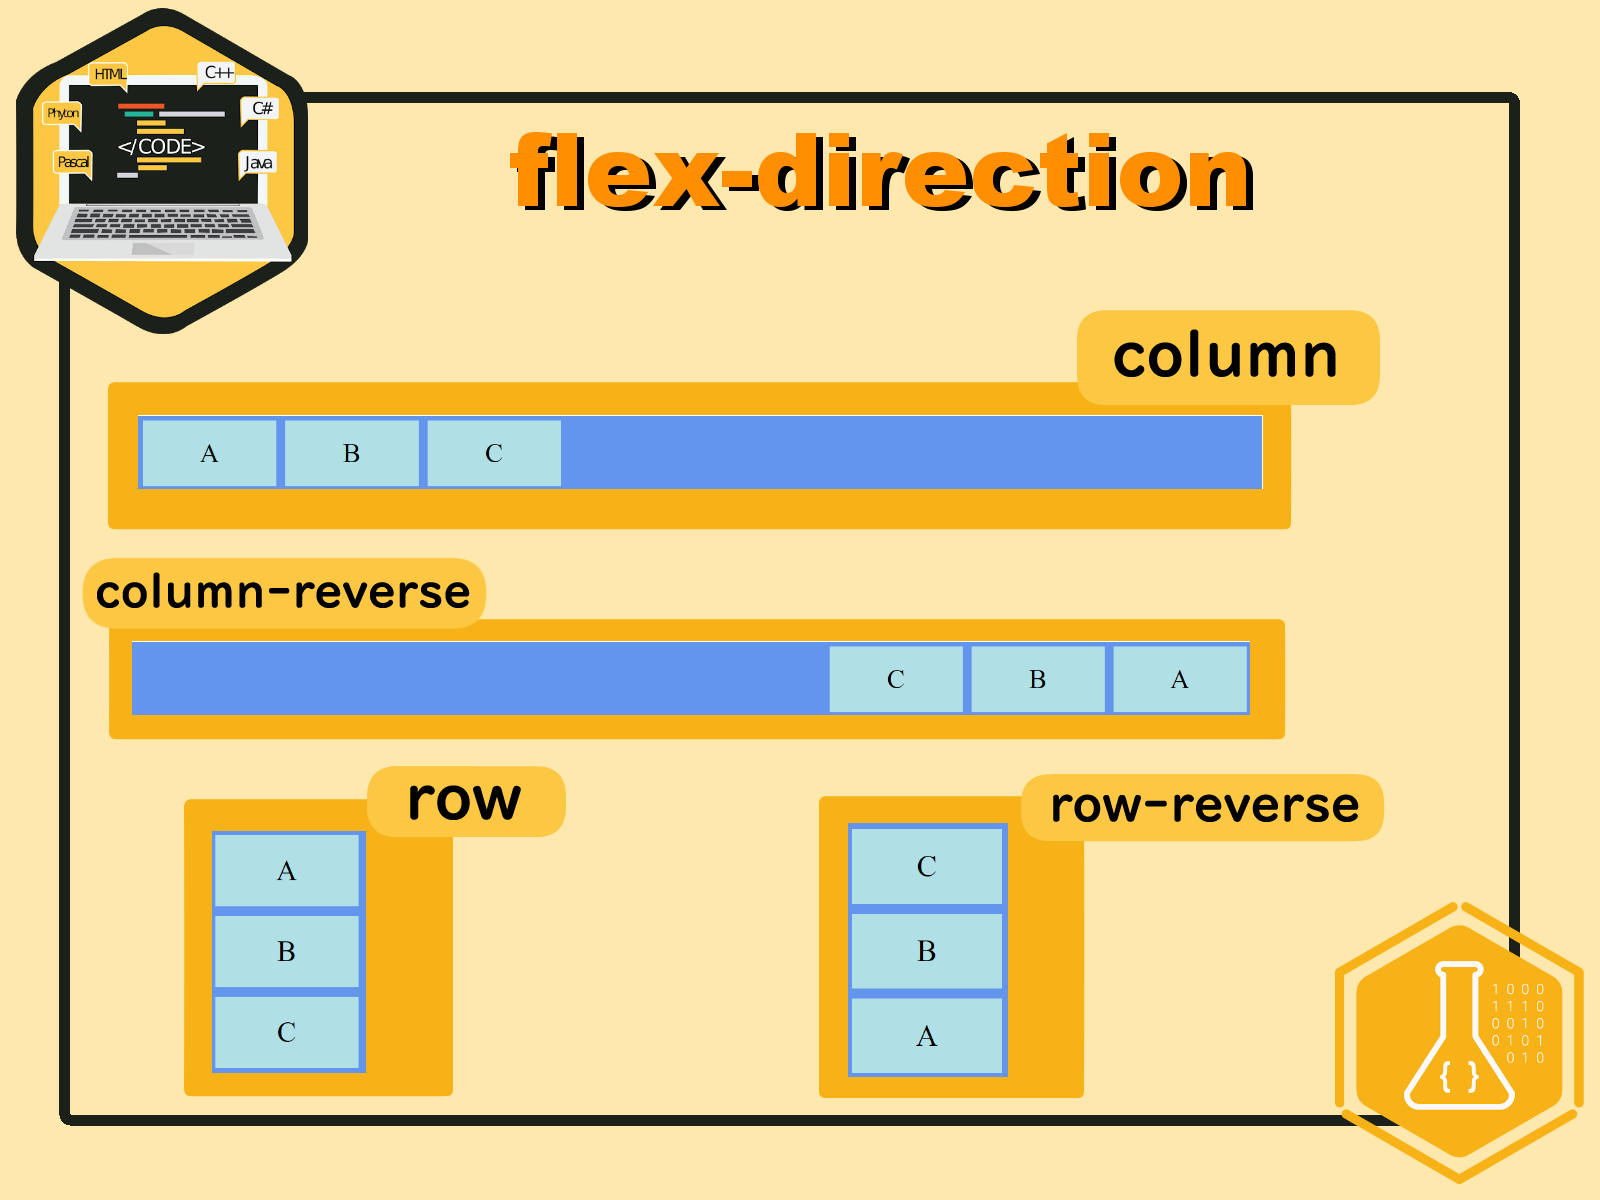 HTML
C++
Phyton
C#
</CODE>
Pascal
Java
flex-direction
column
A B C
column-reverse
C B A
row
A
B
C
row-reverse
C
B
A
1 0 0 0
1 1 1 0
0 0 1 0
0 1 0 1
0 1 0
{ }